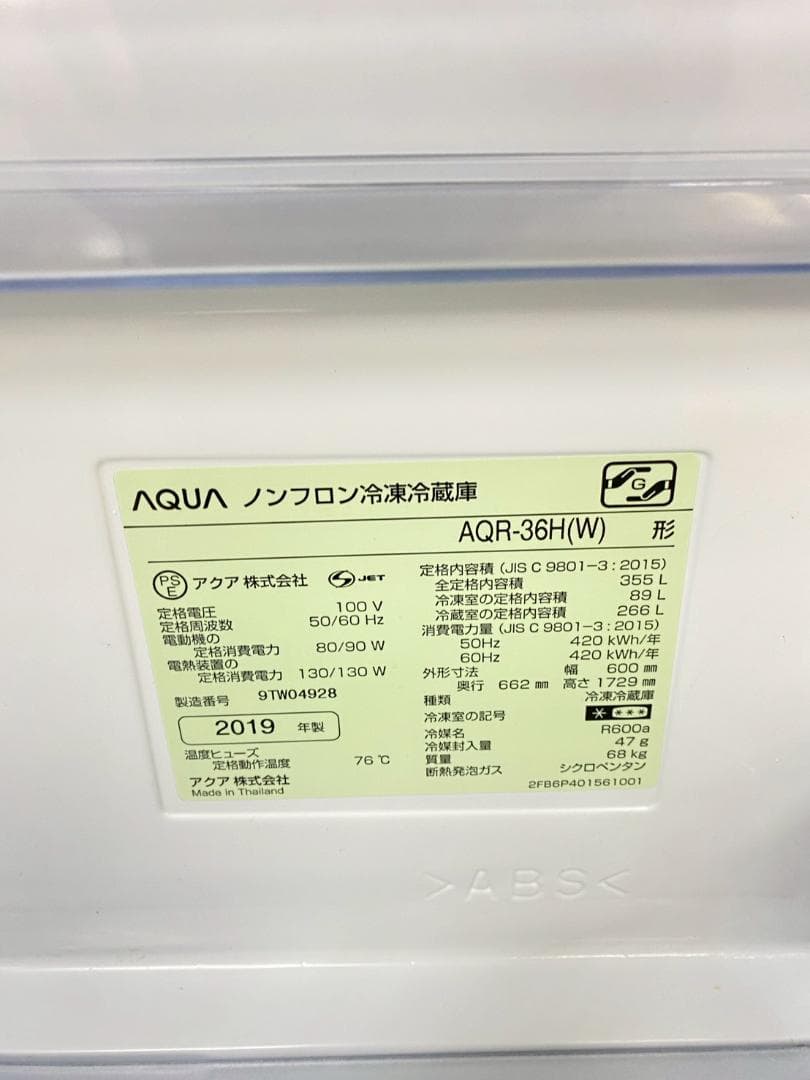 AQUA ノンフロン冷凍冷蔵庫
G
AQR-36H(W) 形
PS E アクア 株式会社 S JET
定格電圧 100 V
定格周波数 50/60 Hz
電動機の
定格消費電力 80/90 W
電熱装置の
定格消費電力 130/130 W
製造番号 9TW04928
2019 年製
温度ヒューズ
定格動作温度 76 ℃
アクア 株式会社
Made in Thailand
定格内容積 (JIS C 9801-3 : 2015)
全定格内容積 355 L
冷凍室の定格内容積 89 L
冷蔵室の定格内容積 266 L
消費電力量 (JIS C 9801-3 : 2015)
50Hz 420 kWh/年
60Hz 420 kWh/年
外形寸法 幅 600 mm
奥行 662 mm 高さ 1729 mm
種類 冷凍冷蔵庫
冷凍室の記号 * ***
冷媒名 R600a
冷媒封入量 47 g
質量 68 kg
断熱発泡ガス シクロペンタン
2FB6P401561001
>ABS<